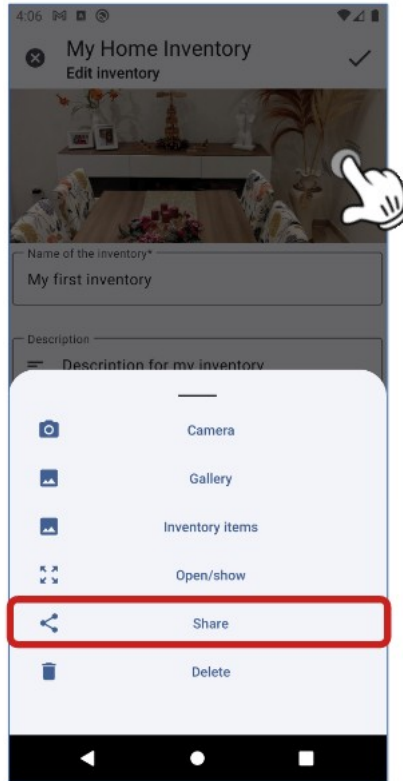 4:06
My Home Inventory
Edit inventory
Name of the inventory*
My first inventory
Description
Description for my inventory
Camera
Gallery
Inventory items
Open/show
Share
Delete